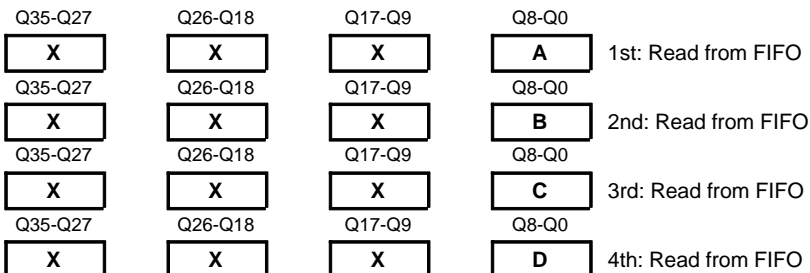 Q35-Q27 Q26-Q18 Q17-Q9 Q8-Q0
X X X A 1st: Read from FIFO
Q35-Q27 Q26-Q18 Q17-Q9 Q8-Q0
X X X B 2nd: Read from FIFO
Q35-Q27 Q26-Q18 Q17-Q9 Q8-Q0
X X X C 3rd: Read from FIFO
Q35-Q27 Q26-Q18 Q17-Q9 Q8-Q0
X X X D 4th: Read from FIFO